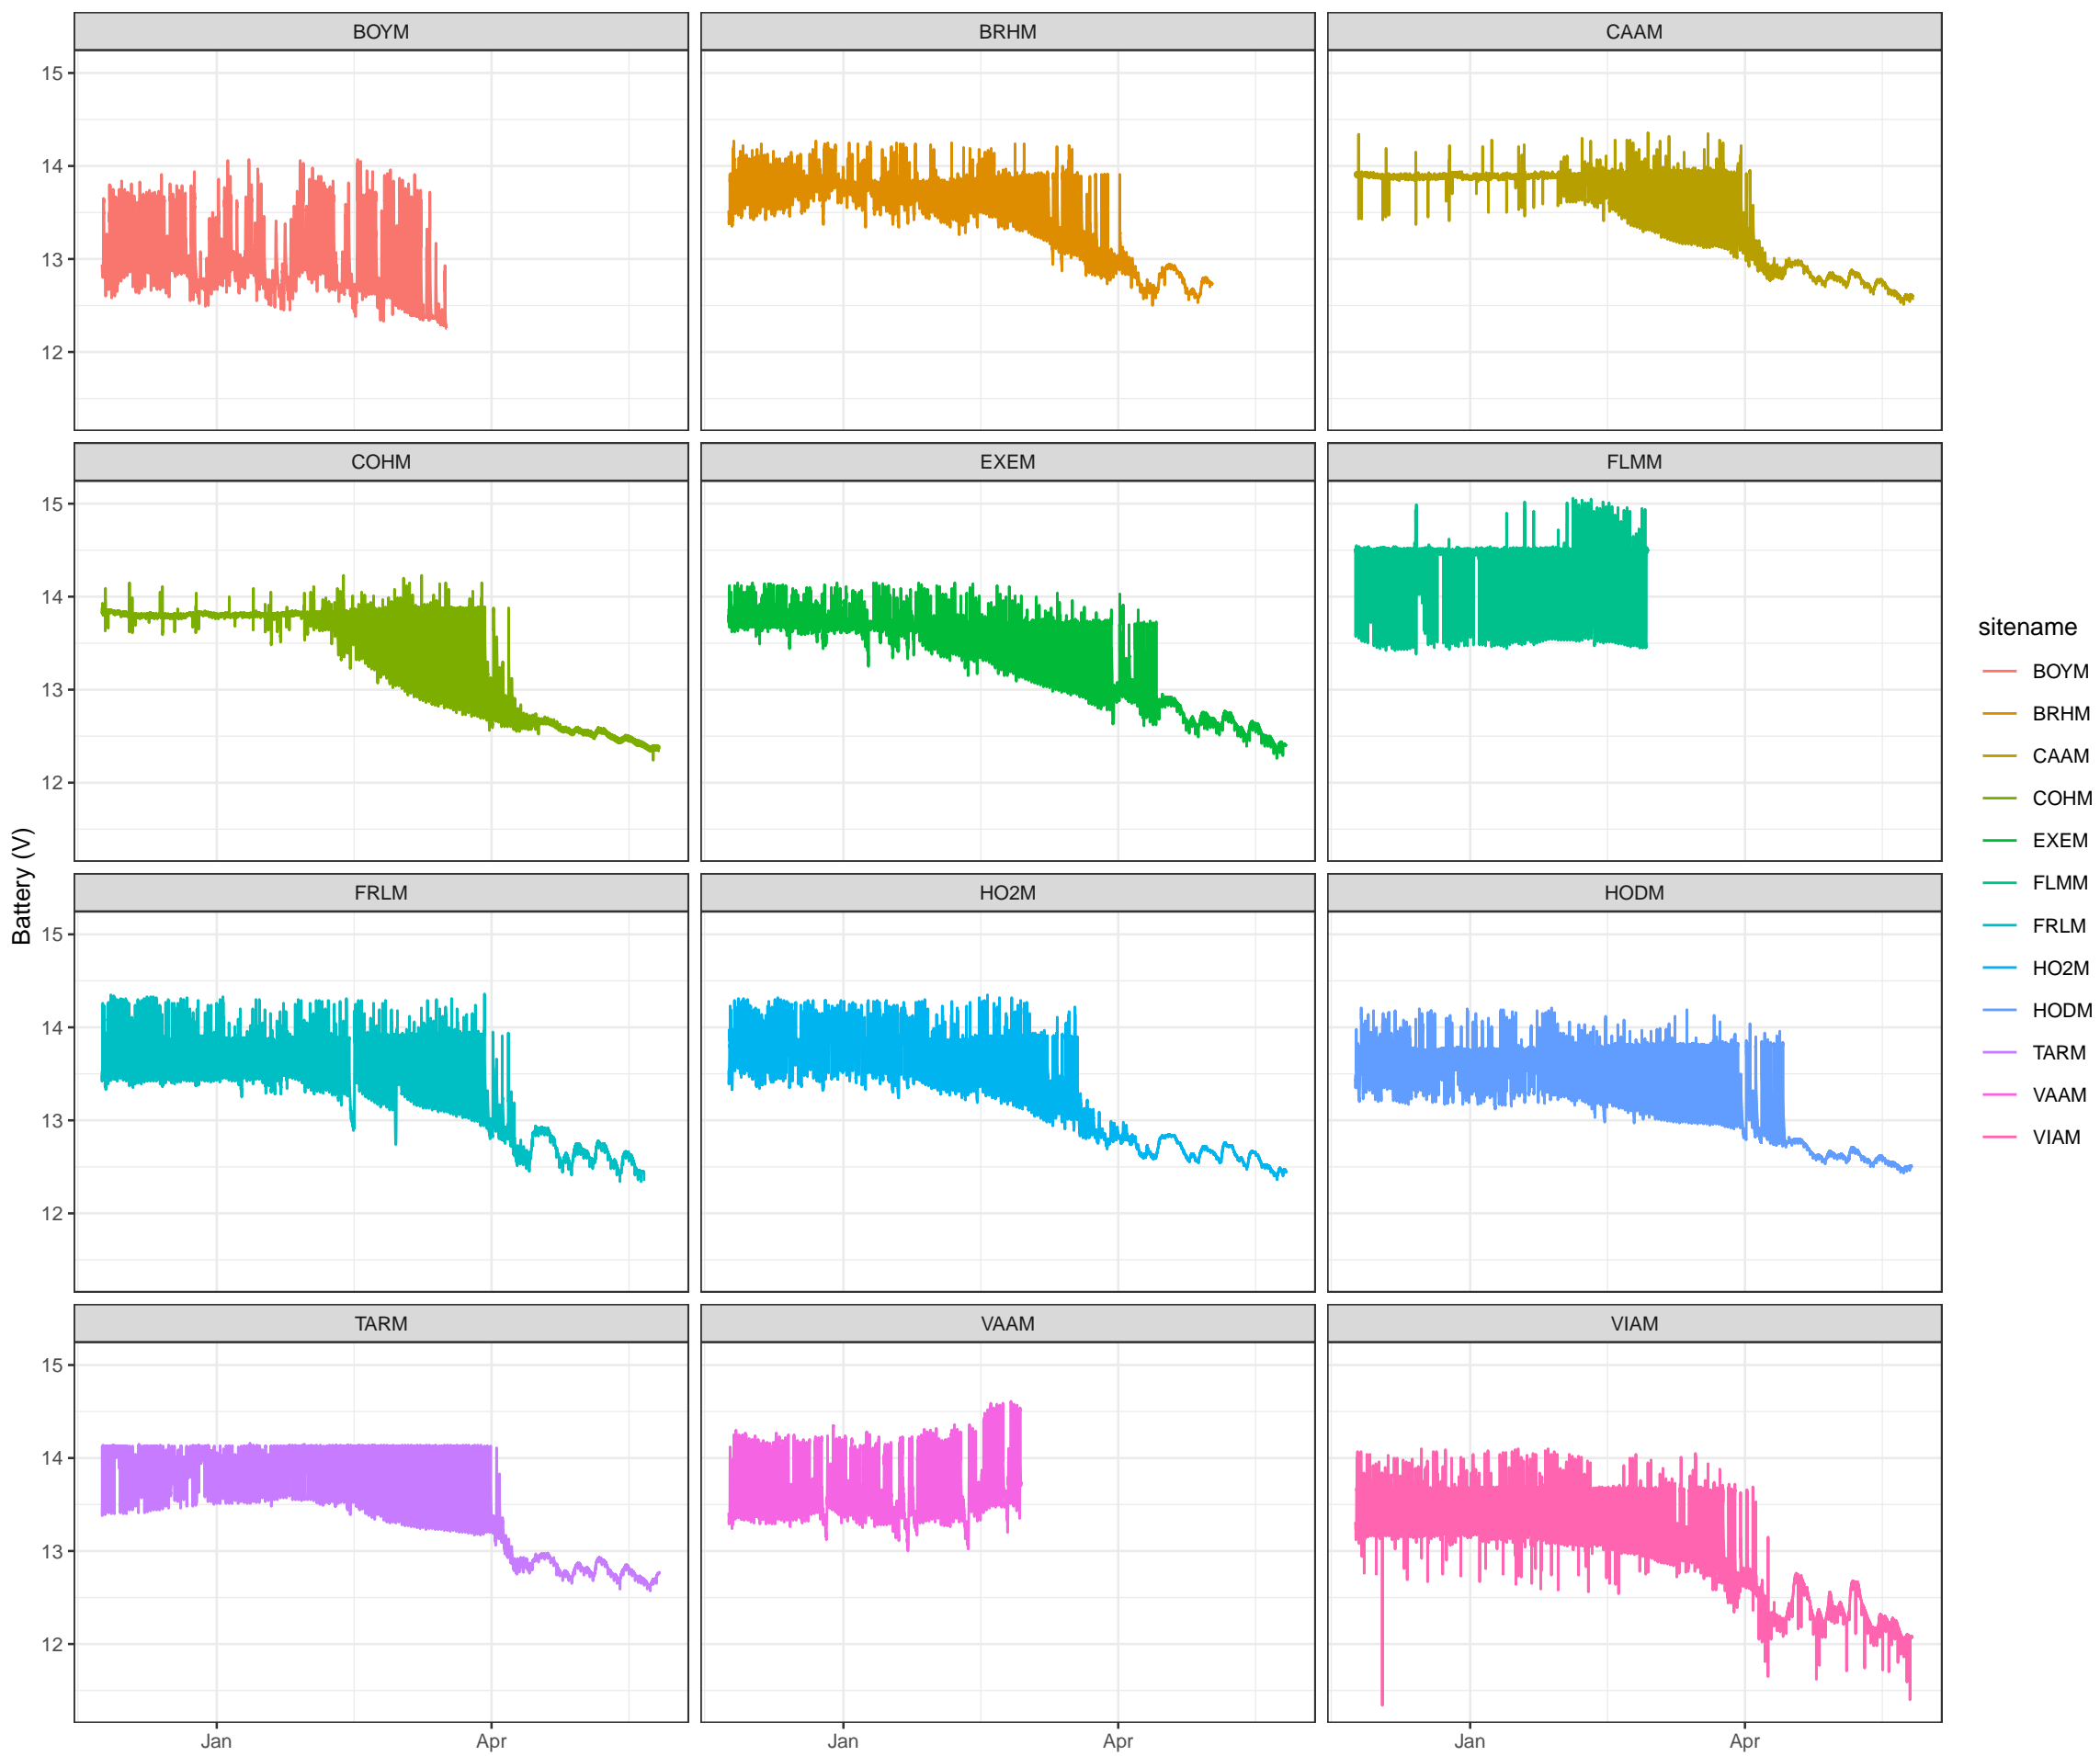 BOYM
BRHM
CAAM
15
14
13
12
COHM
EXEM
FLMM
15
14
13
12
FRLM
HO2M
HODM
15
14
13
12
TARM
VAAM
VIAM
15
14
13
12
Jan Apr
Jan Apr
Jan Apr
Battery (V)
sitename
BOYM
BRHM
CAAM
COHM
EXEM
FLMM
FRLM
HO2M
HODM
TARM
VAAM
VIAM